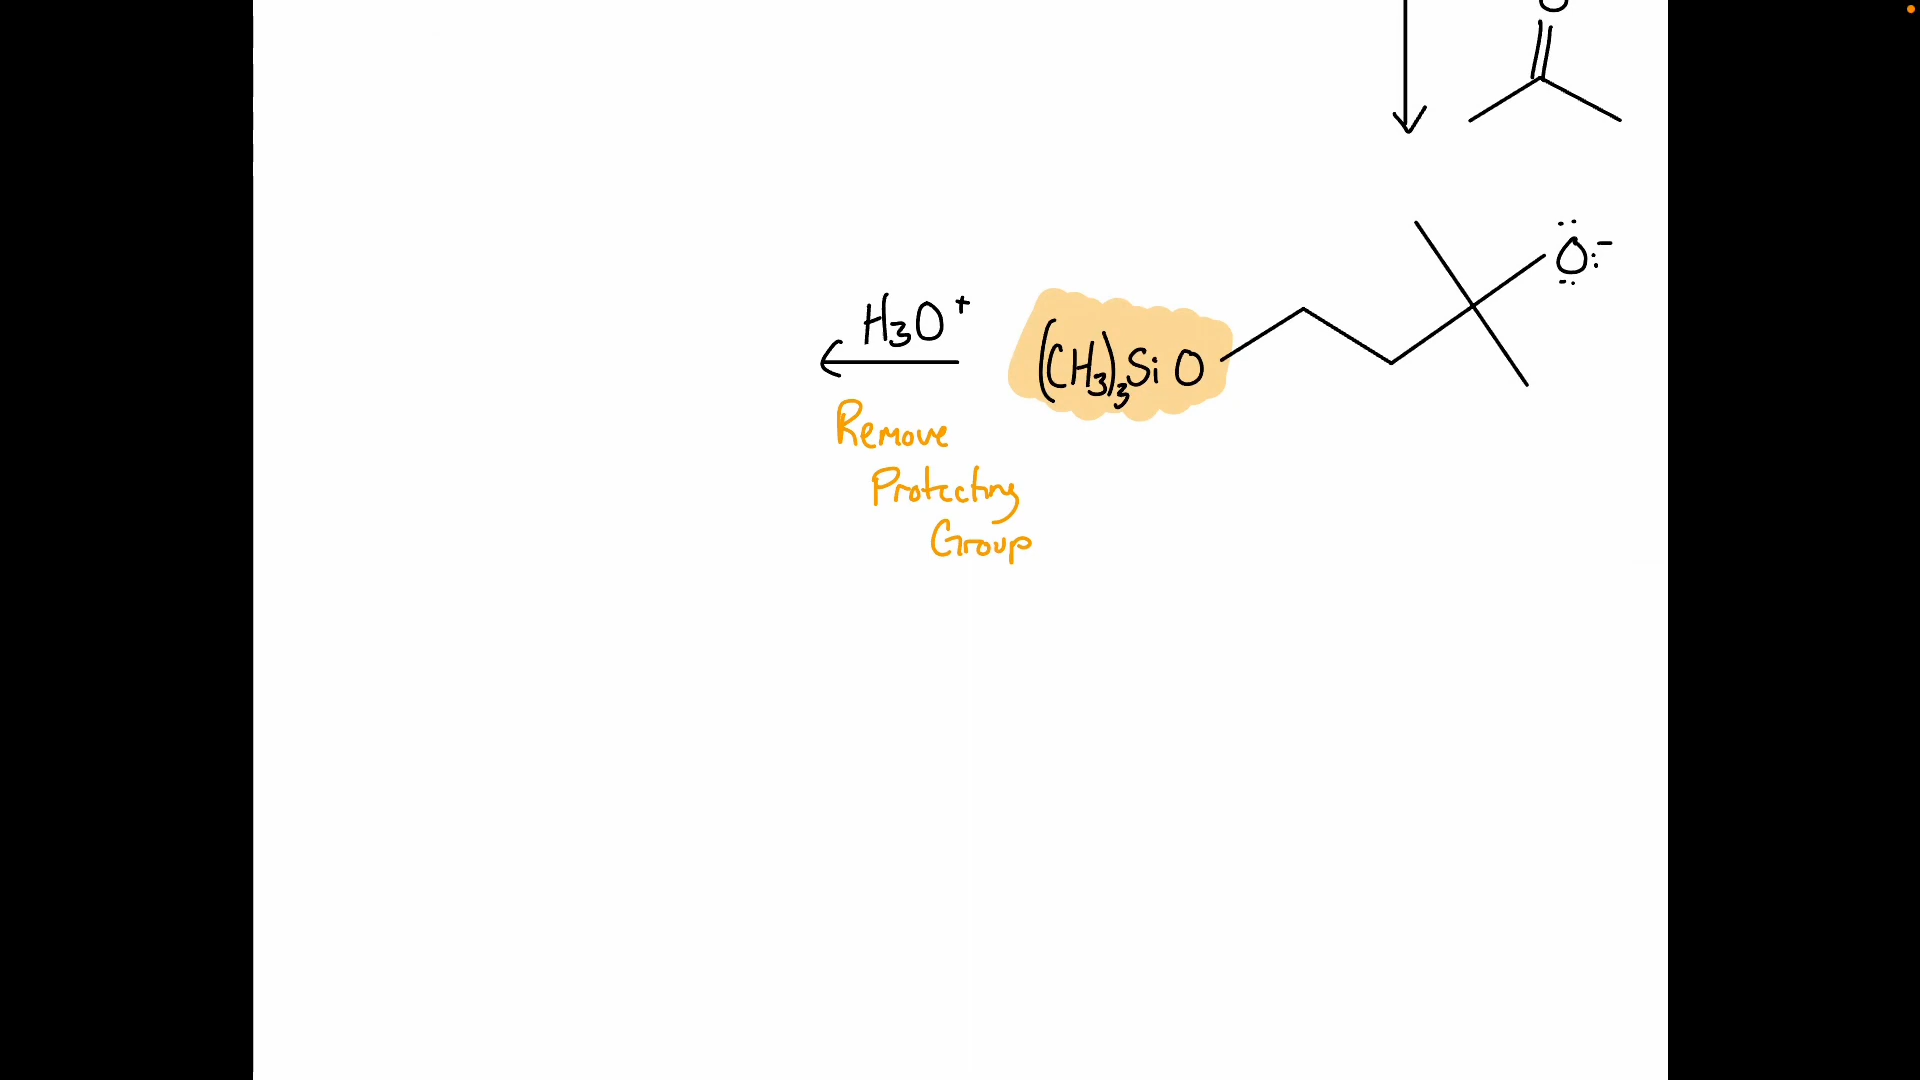 O
O:-
H3O+
(CH3)3SiO
Remove
Protecting
Group